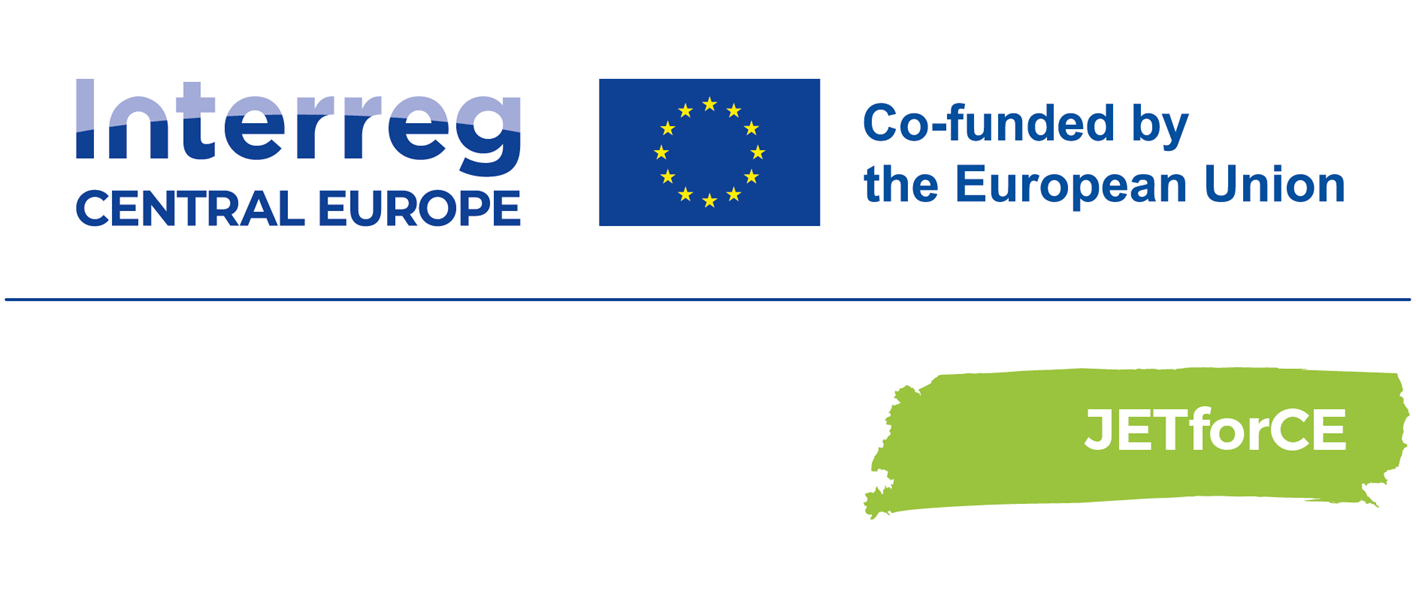 Interreg
CENTRAL EUROPE
Co-funded by
the European Union
JETforCE